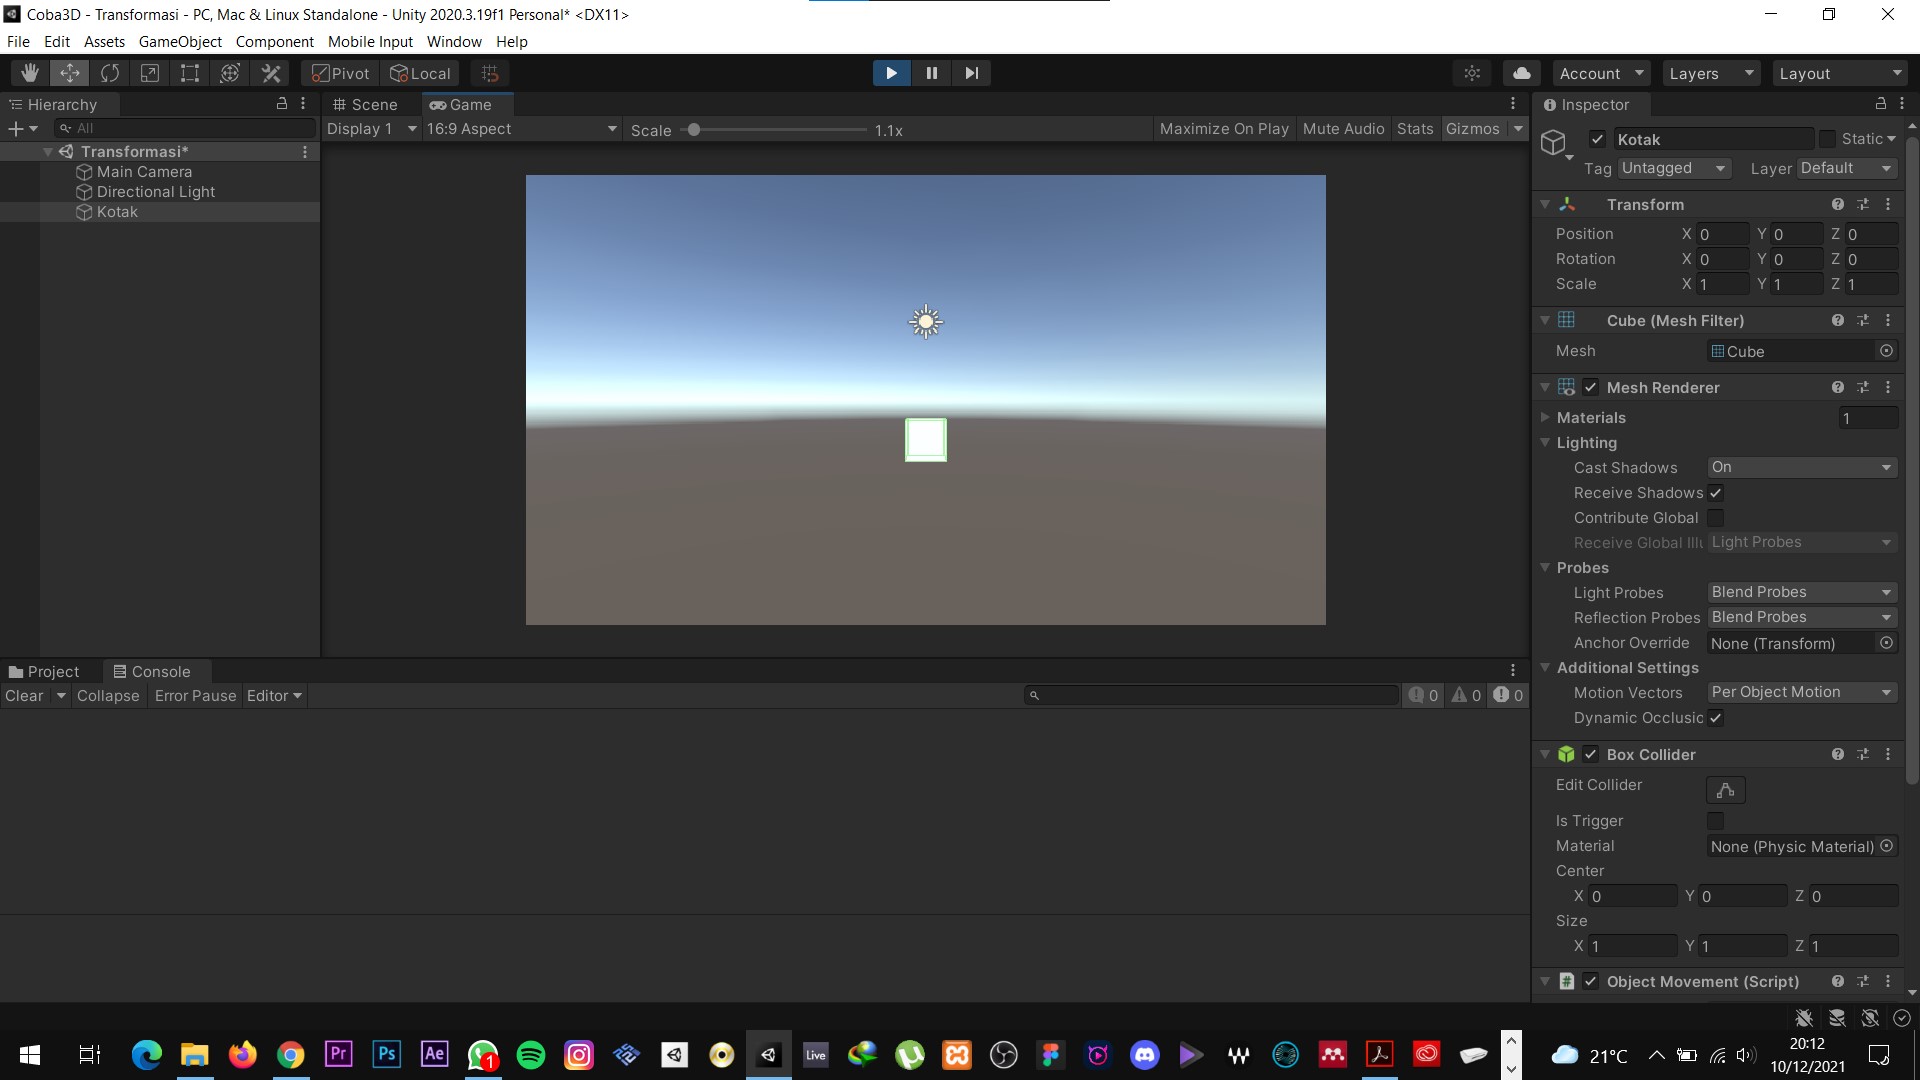 Coba3D - Transformasi - PC, Mac & Linux Standalone - Unity 2020.3.19f1 Personal* <DX11>
File Edit Assets GameObject Component Mobile Input Window Help
Pivot Local Account Layers Layout
Hierarchy
All
Transformasi*
Main Camera
Directional Light
Kotak
Scene Game
Display 1 16:9 Aspect Scale 1.1x Maximize On Play Mute Audio Stats Gizmos
Project Console
Clear Collapse Error Pause Editor 0 0 0
Inspector
Kotak Static
Tag Untagged Layer Default
Transform
Position X 0 Y 0 Z 0
Rotation X 0 Y 0 Z 0
Scale X 1 Y 1 Z 1
Cube (Mesh Filter)
Mesh Cube
Mesh Renderer
Materials 1
Lighting
Cast Shadows On
Receive Shadows
Contribute Global
Receive Global Illu Light Probes
Probes
Light Probes Blend Probes
Reflection Probes Blend Probes
Anchor Override None (Transform)
Additional Settings
Motion Vectors Per Object Motion
Dynamic Occlusic
Box Collider
Edit Collider
Is Trigger
Material None (Physic Material)
Center
X 0 Y 0 Z 0
Size
X 1 Y 1 Z 1
# Object Movement (Script)
Pr Ps Ae 1 Live 21°C
20:12
10/12/2021